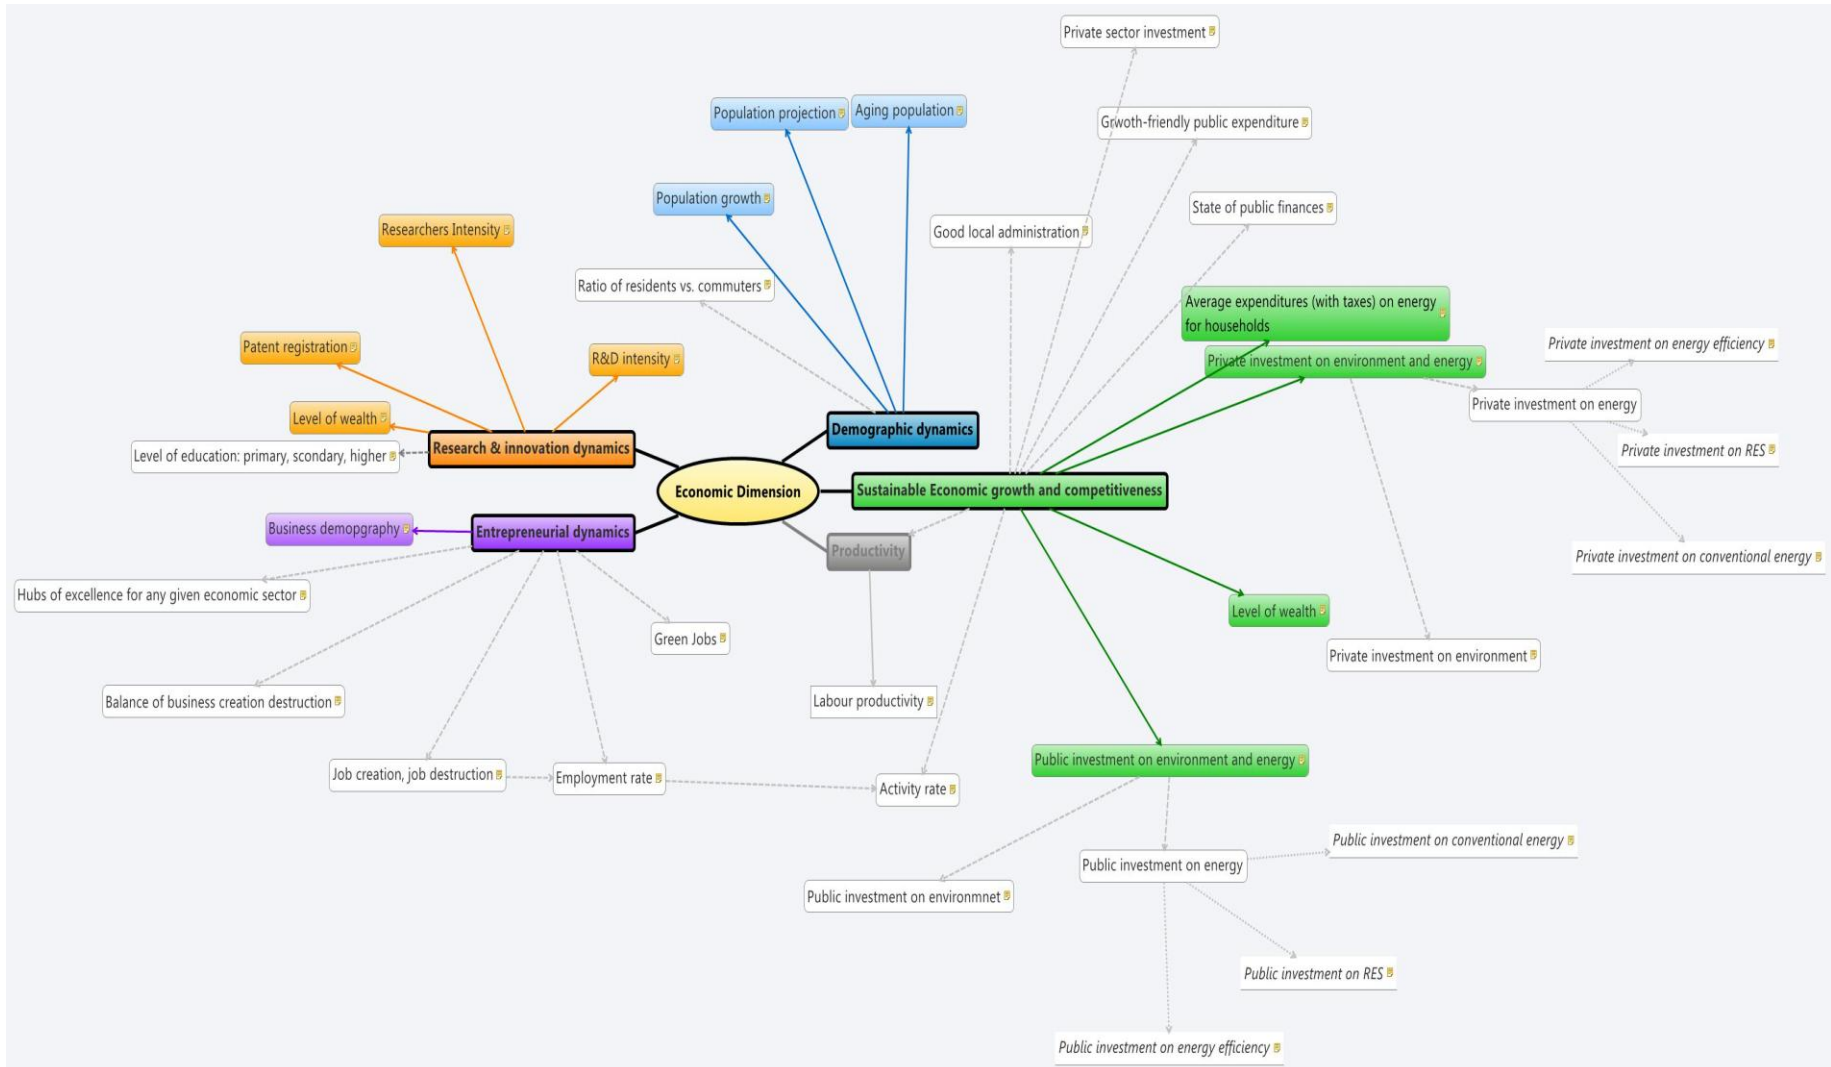 Private sector investment
Population projection
Aging population
Grwoth-friendly public expenditure
Population growth
State of public finances
Researchers Intensity
Good local administration
Ratio of residents vs. commuters
Average expenditures (with taxes) on energy
for households
Patent registration
R&D intensity
Private investment on environment and energy
Private investment on energy efficiency
Level of wealth
Private investment on energy
Demographic dynamics
Level of education: primary, scondary, higher
Research & innovation dynamics
Private investment on RES
Economic Dimension
Sustainable Economic growth and competitiveness
Business demopgraphy
Entrepreneurial dynamics
Productivity
Private investment on conventional energy
Hubs of excellence for any given economic sector
Level of wealth
Green Jobs
Private investment on environment
Balance of business creation destruction
Labour productivity
Public investment on environment and energy
Job creation, job destruction
Employment rate
Activity rate
Public investment on conventional energy
Public investment on energy
Public investment on environmnet
Public investment on RES
Public investment on energy efficiency